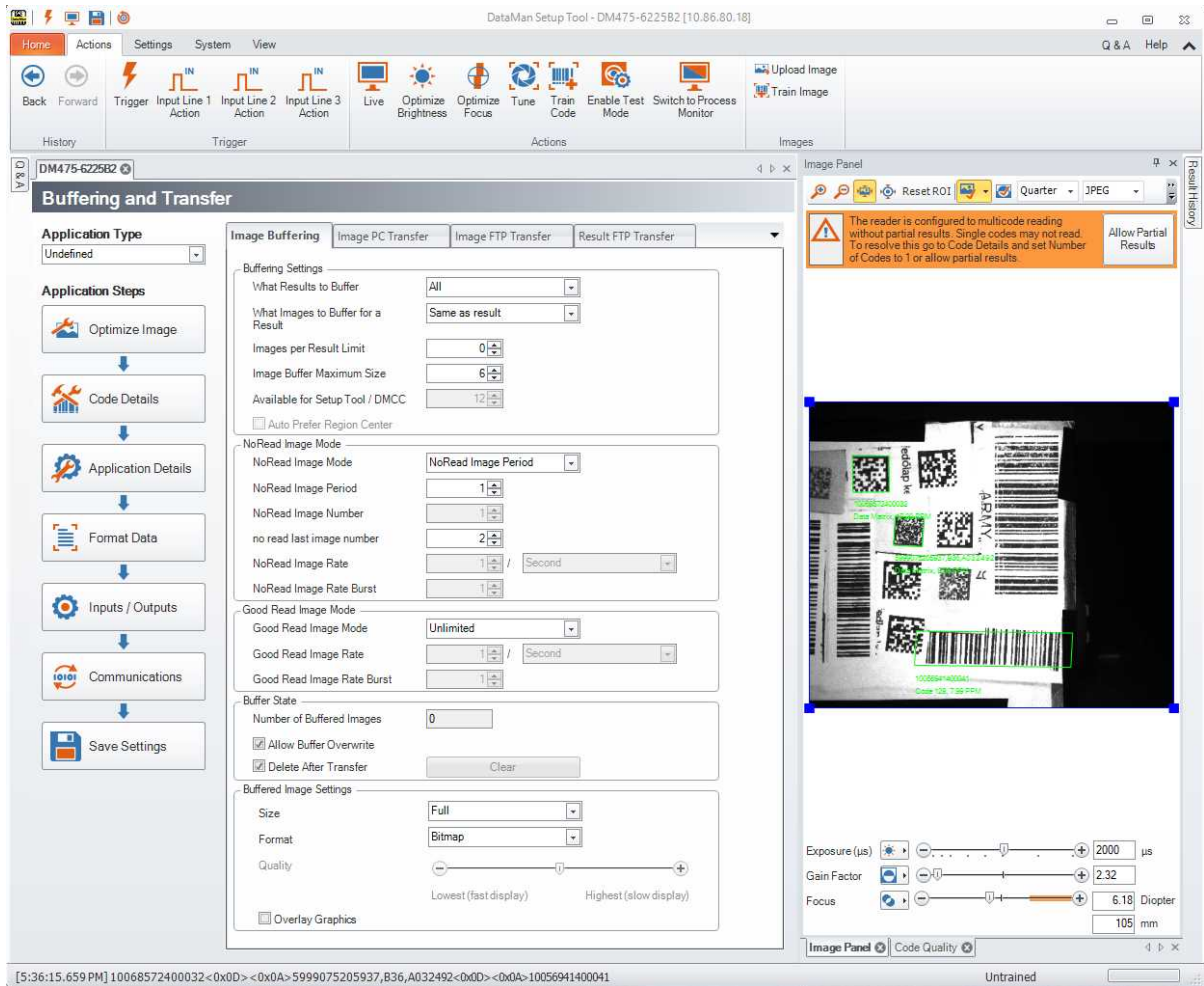 DataMan Setup Tool - DM475-6225B2 [10.86.80.18]
Home Actions Settings System View Q & A Help
Back Forward Trigger Input Line 1 Action Input Line 2 Action Input Line 3 Action Live Optimize Brightness Optimize Focus Tune Train Code Enable Test Mode Switch to Process Monitor
Upload Image
Train Image
History Trigger Actions Images
Q & A
DM475-6225B2
Buffering and Transfer
Application Type
Undefined
Application Steps
Optimize Image
Code Details
Application Details
Format Data
Inputs / Outputs
Communications
Save Settings
Image Buffering Image PC Transfer Image FTP Transfer Result FTP Transfer
Buffering Settings
What Results to Buffer All
What Images to Buffer for a Same as result
Result
Images per Result Limit 0
Image Buffer Maximum Size 6
Available for Setup Tool / DMCC 12
Auto Prefer Region Center
NoRead Image Mode
NoRead Image Mode NoRead Image Period
NoRead Image Period 1
NoRead Image Number 1
no read last image number 2
NoRead Image Rate 1 / Second
NoRead Image Rate Burst 1
Good Read Image Mode
Good Read Image Mode Unlimited
Good Read Image Rate 1 / Second
Good Read Image Rate Burst 1
Buffer State
Number of Buffered Images 0
Allow Buffer Overwrite
Delete After Transfer Clear
Buffered Image Settings
Size Full
Format Bitmap
Quality
Lowest (fast display) Highest (slow display)
Overlay Graphics
Image Panel
Result History
Reset ROI Quarter JPEG
The reader is configured to multicode reading
without partial results. Single codes may not read.
To resolve this go to Code Details and set Number
of Codes to 1 or allow partial results.
Allow Partial
Results
ARMY
10056941400041
Code 128, 7.99 PPM
Exposure (µs) 2000 µs
Gain Factor 2.32
Focus 6.18 Diopter
105 mm
Image Panel Code Quality
[5:36:15.659 PM] 10068572400032<0x0D><0x0A>5999075205937,B36,A032492<0x0D><0x0A>10056941400041 Untrained